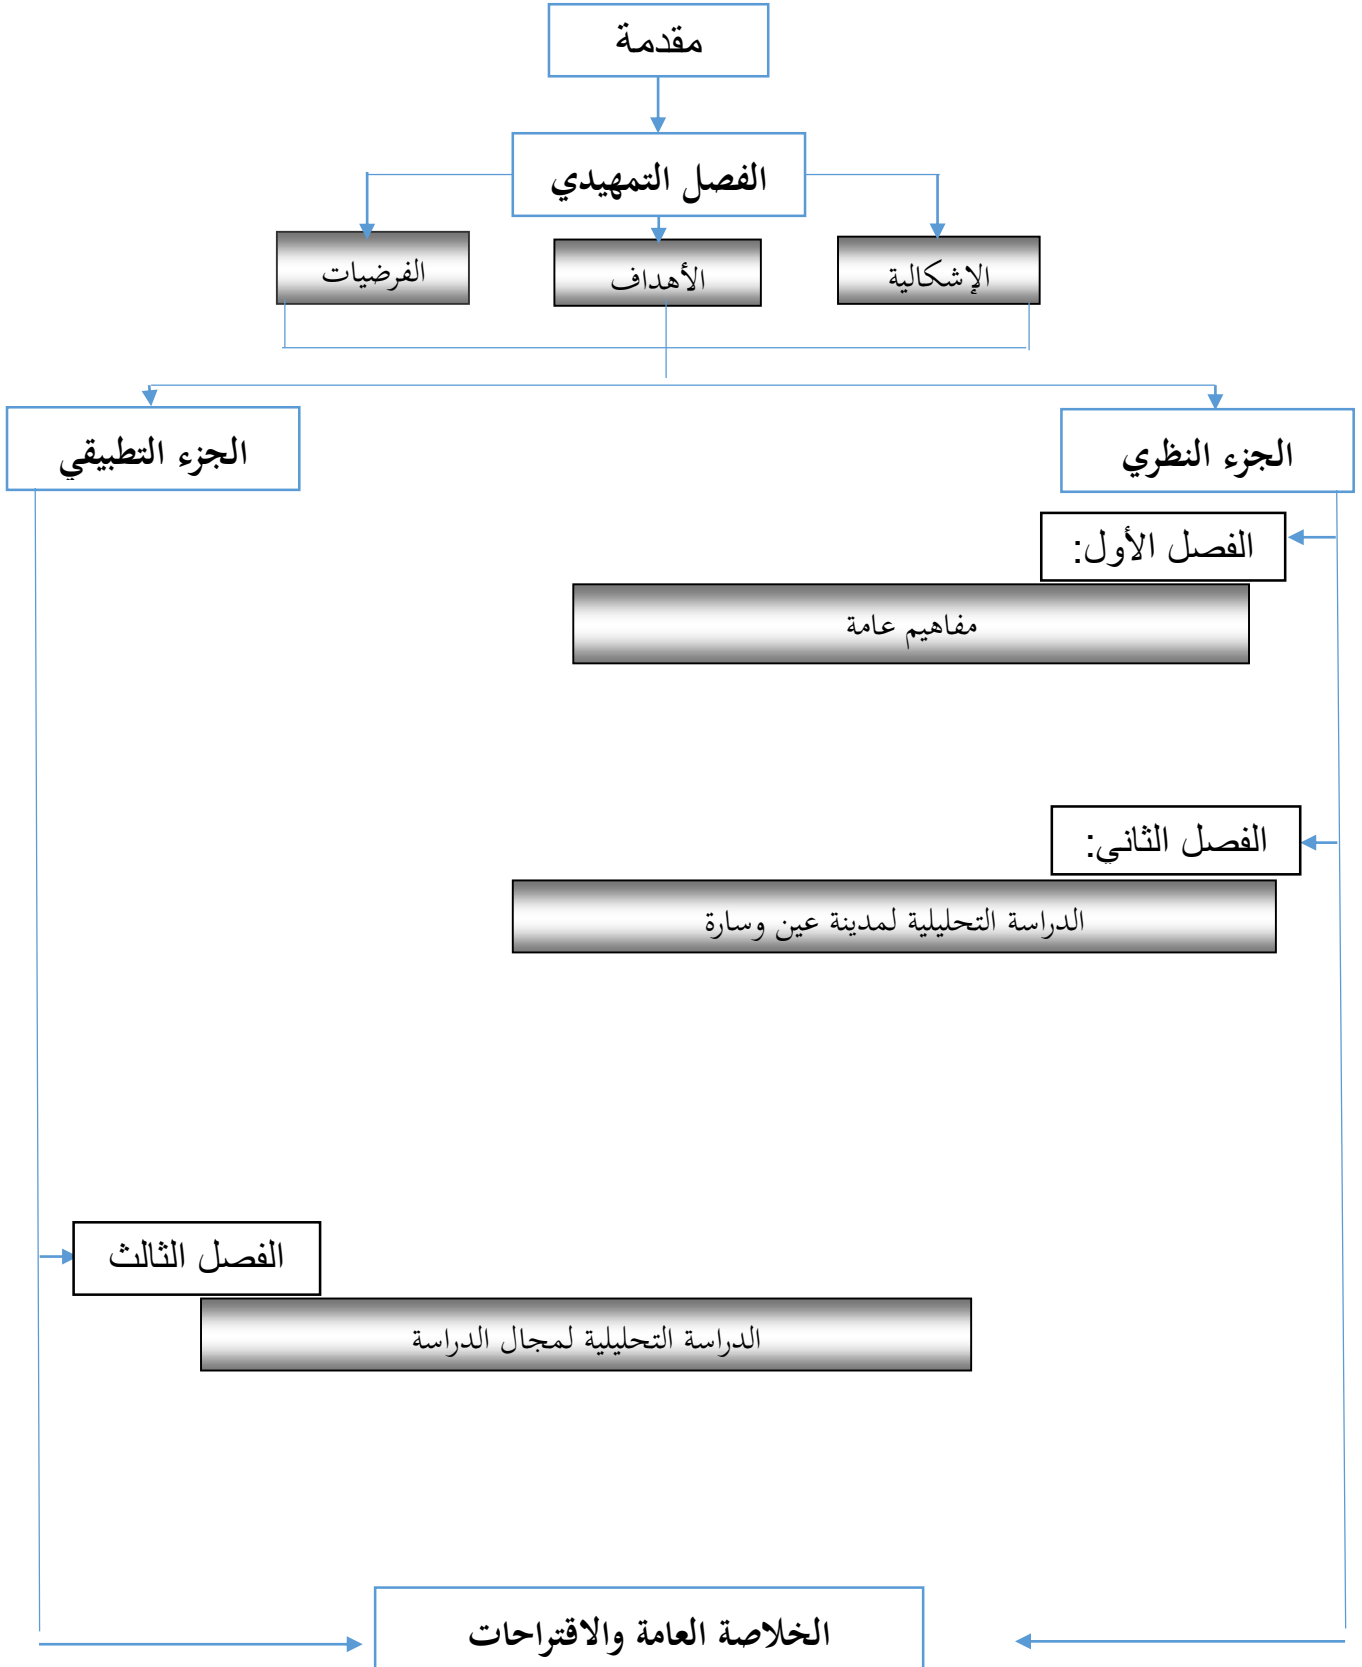 مقدمة
الفصل التمهيدي
الإشكالية
الأهداف
الفرضيات
الجزء النظري
الجزء التطبيقي
الفصل الأول:
مفاهيم عامة
الفصل الثاني:
الدراسة التحليلية لمدينة عين وسارة
الفصل الثالث
الدراسة التحليلية لمجال الدراسة
الخلاصة العامة والاقتراحات